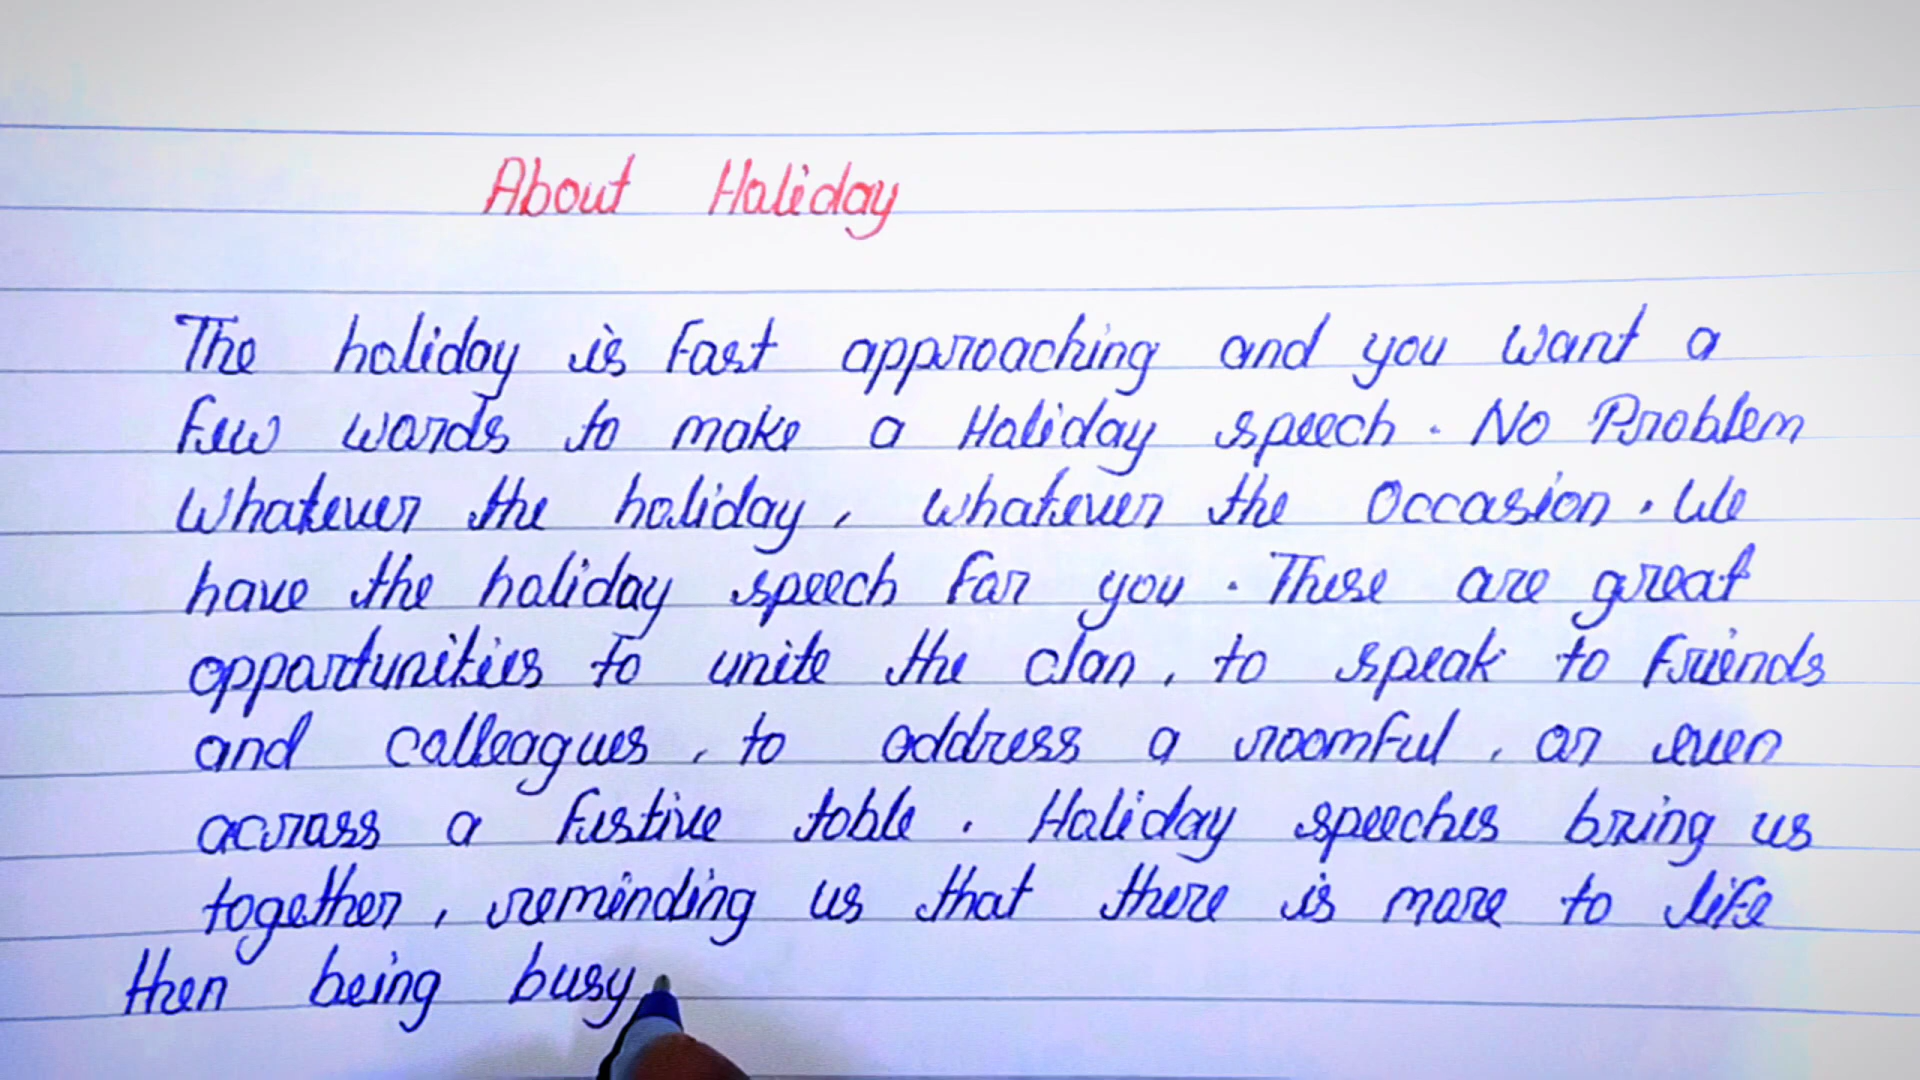 About Holiday
The holiday is Fast approaching and you want a
Few words to make a Holiday speech. No Problem
Whatever the holiday, whatever the Occasion. We
have the holiday speech For you. These are great
opportunities to unite the clan, to speak to Friends
and colleagues, to address a roomful, or even
across a Festive table. Holiday speeches bring us
together, reminding us that there is more to life
then being busy